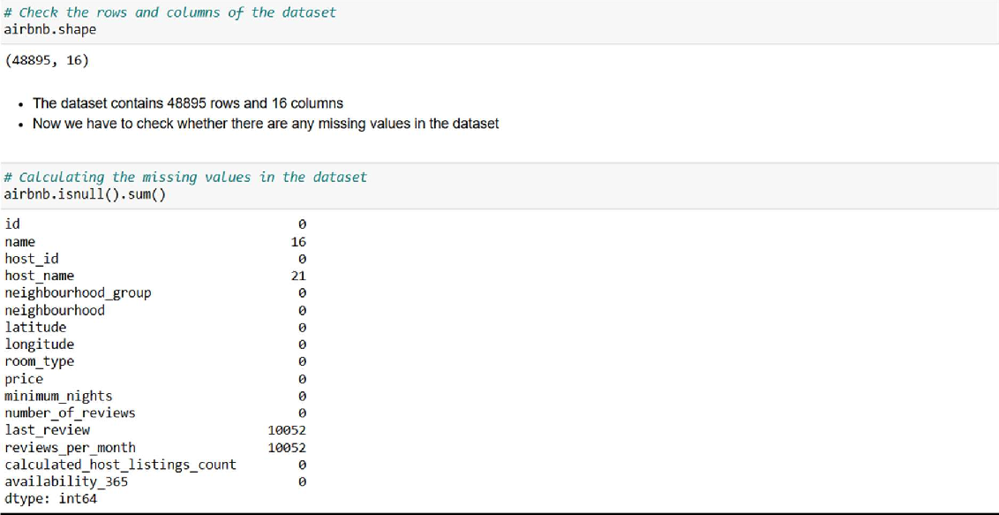 # Check the rows and columns of the dataset
airbnb.shape
(48895, 16)
• The dataset contains 48895 rows and 16 columns
• Now we have to check whether there are any missing values in the dataset
# Calculating the missing values in the dataset
airbnb.isnull().sum()
id 0
name 16
host_id 0
host_name 21
neighbourhood_group 0
neighbourhood 0
latitude 0
longitude 0
room_type 0
price 0
minimum_nights 0
number_of_reviews 0
last_review 10052
reviews_per_month 10052
calculated_host_listings_count 0
availability_365 0
dtype: int64